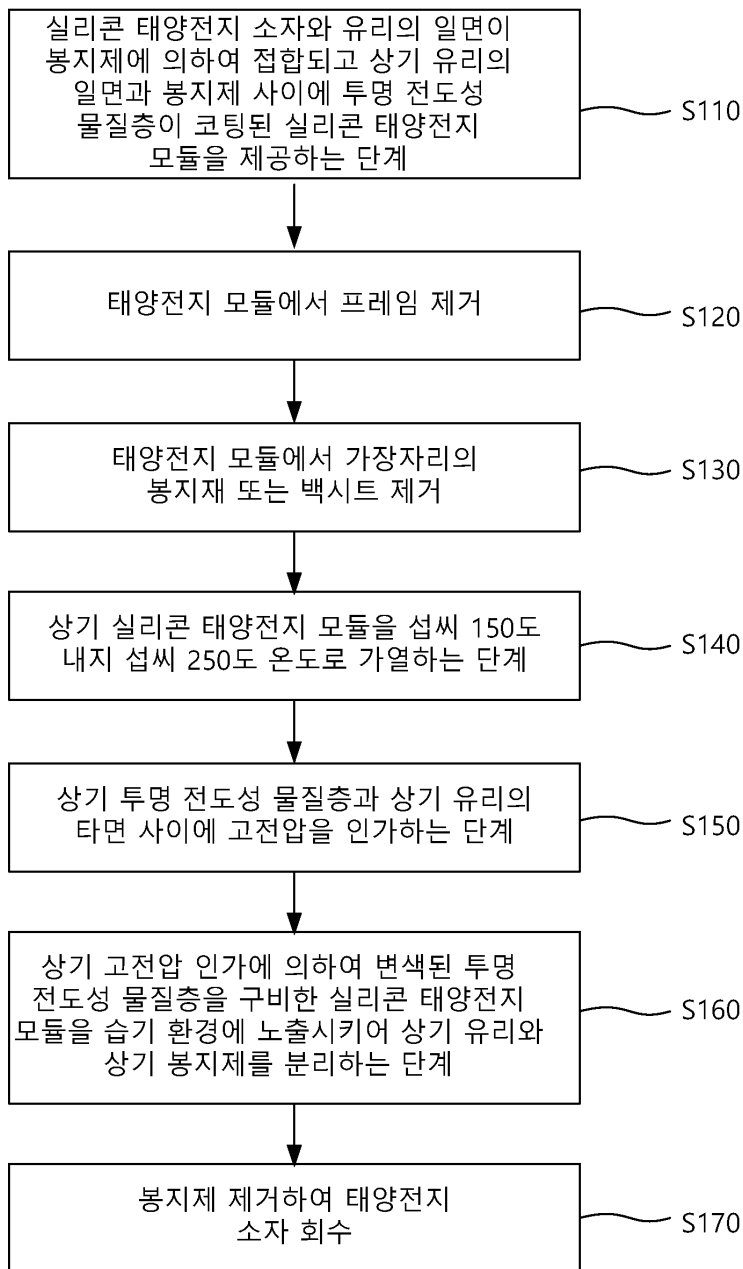 실리콘 태양전지 소자와 유리의 일면이
봉지제에 의하여 접합되고 상기 유리의
일면과 봉지제 사이에 투명 전도성
물질층이 코팅된 실리콘 태양전지
모듈을 제공하는 단계
S110
태양전지 모듈에서 프레임 제거
S120
태양전지 모듈에서 가장자리의
봉지재 또는 백시트 제거
S130
상기 실리콘 태양전지 모듈을 섭씨 150도
내지 섭씨 250도 온도로 가열하는 단계
S140
상기 투명 전도성 물질층과 상기 유리의
타면 사이에 고전압을 인가하는 단계
S150
상기 고전압 인가에 의하여 변색된 투명
전도성 물질층을 구비한 실리콘 태양전지
모듈을 습기 환경에 노출시키어 상기 유리와
상기 봉지제를 분리하는 단계
S160
봉지제 제거하여 태양전지
소자 회수
S170